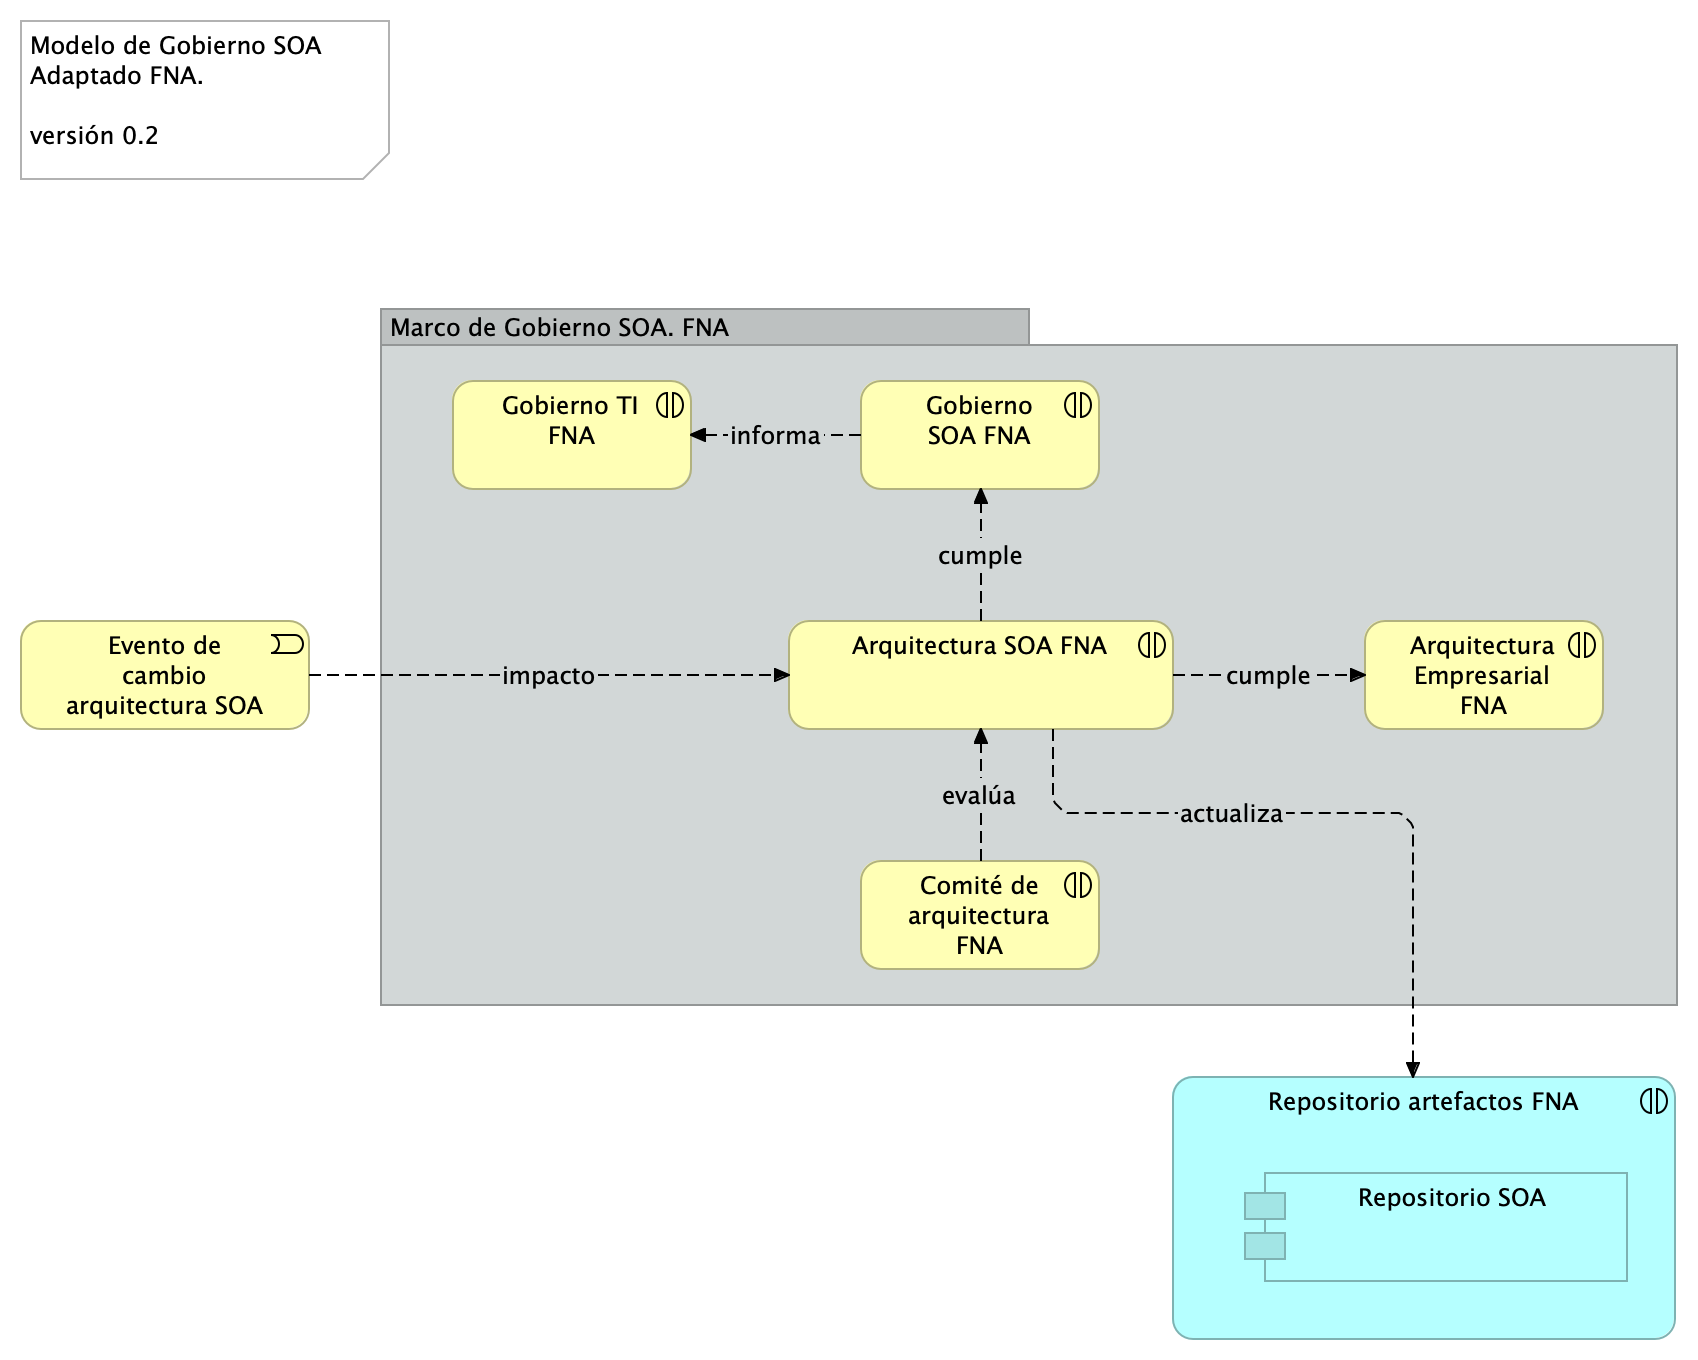 Modelo de Gobierno SOA
Adaptado FNA.
versión 0.2
Marco de Gobierno SOA. FNA
Gobierno TI
FNA
informa
Gobierno
SOA FNA
cumple
Evento de
cambio
arquitectura SOA
impacto
Arquitectura SOA FNA
cumple
Arquitectura
Empresarial
FNA
evalúa
actualiza
Comité de
arquitectura
FNA
Repositorio artefactos FNA
Repositorio SOA